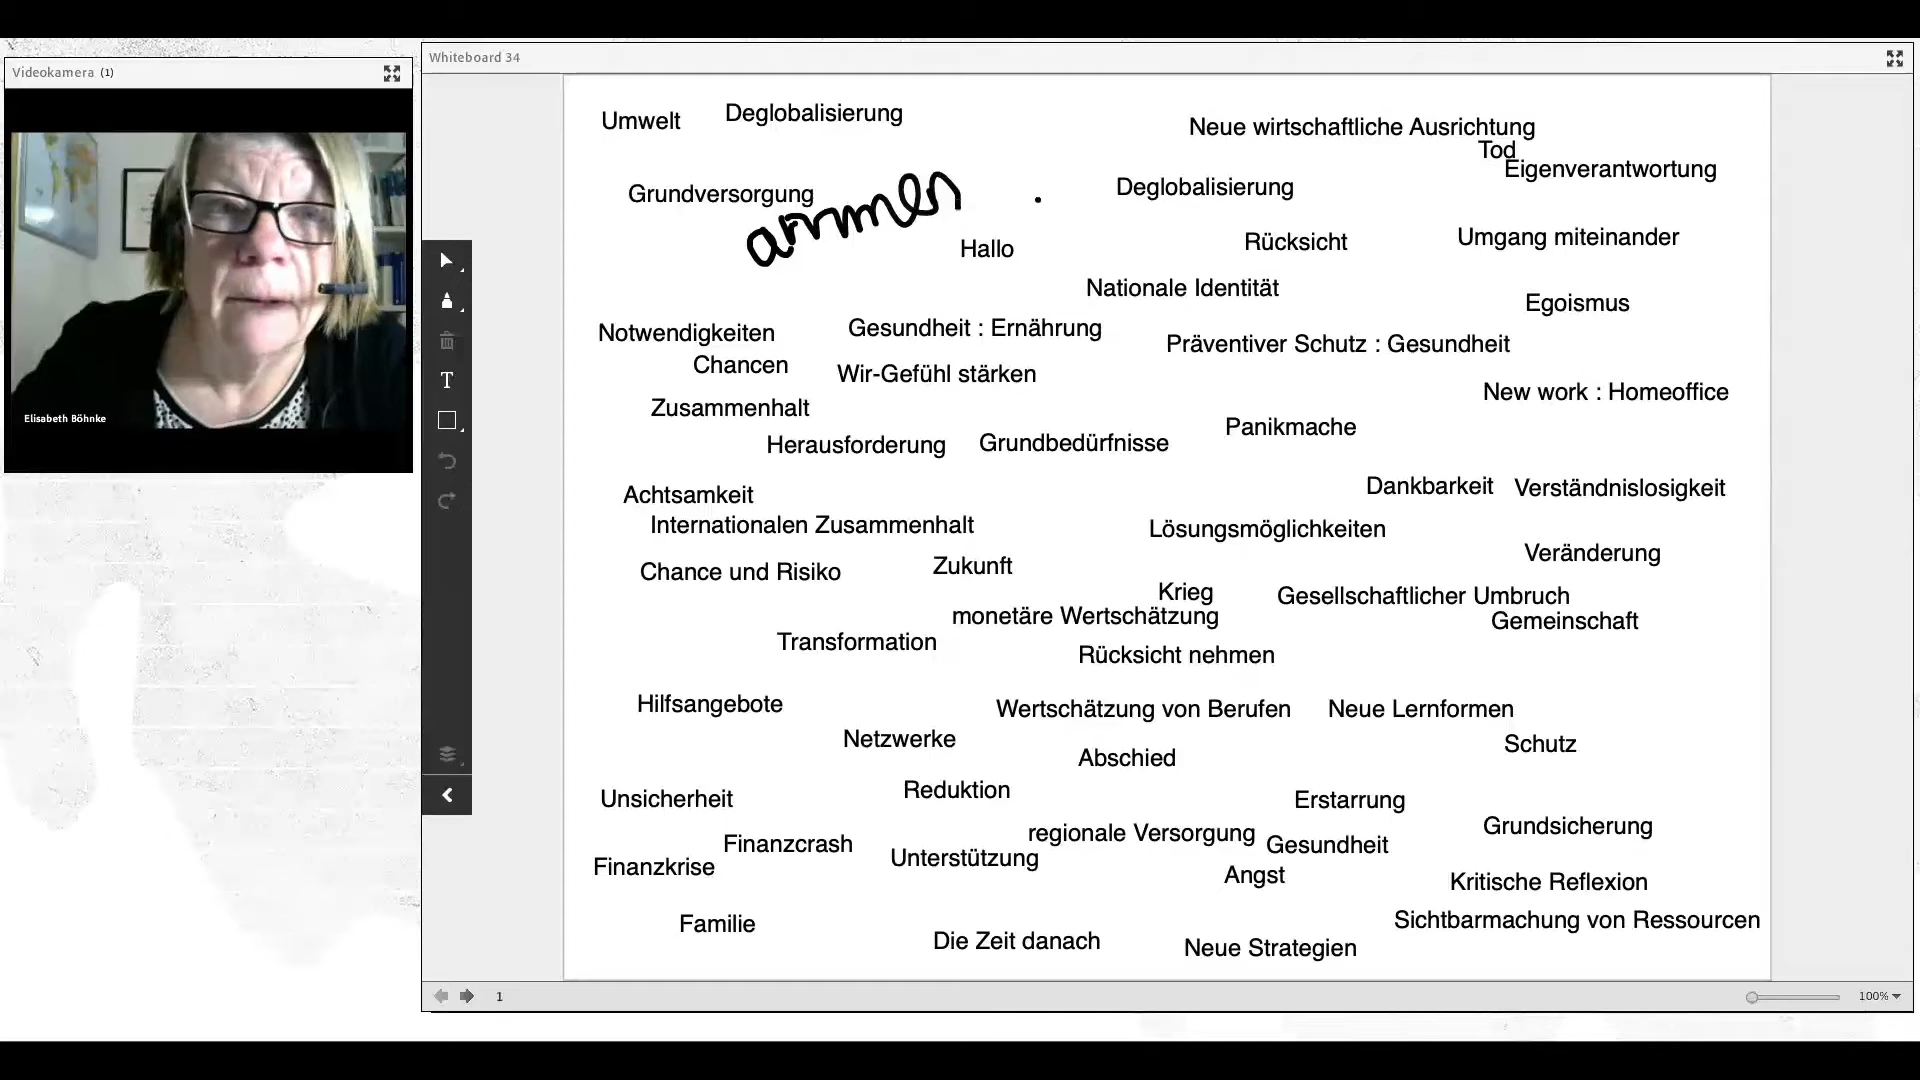 Videokamera (1)
Elisabeth Böhnke
Whiteboard 34
Umwelt
Deglobalisierung
Neue wirtschaftliche Ausrichtung
Tod
Eigenverantwortung
Grundversorgung
Deglobalisierung
Hallo
Rücksicht
Umgang miteinander
Nationale Identität
Egoismus
Notwendigkeiten
Gesundheit : Ernährung
Präventiver Schutz : Gesundheit
Chancen
Wir-Gefühl stärken
New work : Homeoffice
Zusammenhalt
Panikmache
Herausforderung
Grundbedürfnisse
Achtsamkeit
Dankbarkeit
Verständnislosigkeit
Internationalen Zusammenhalt
Lösungsmöglichkeiten
Veränderung
Chance und Risiko
Zukunft
Krieg
Gesellschaftlicher Umbruch
monetäre Wertschätzung
Gemeinschaft
Transformation
Rücksicht nehmen
Hilfsangebote
Wertschätzung von Berufen
Neue Lernformen
Netzwerke
Schutz
Abschied
Unsicherheit
Reduktion
Erstarrung
Grundsicherung
regionale Versorgung
Finanzcrash
Gesundheit
Unterstützung
Finanzkrise
Angst
Kritische Reflexion
Familie
Sichtbarmachung von Ressourcen
Die Zeit danach
Neue Strategien
1
100%